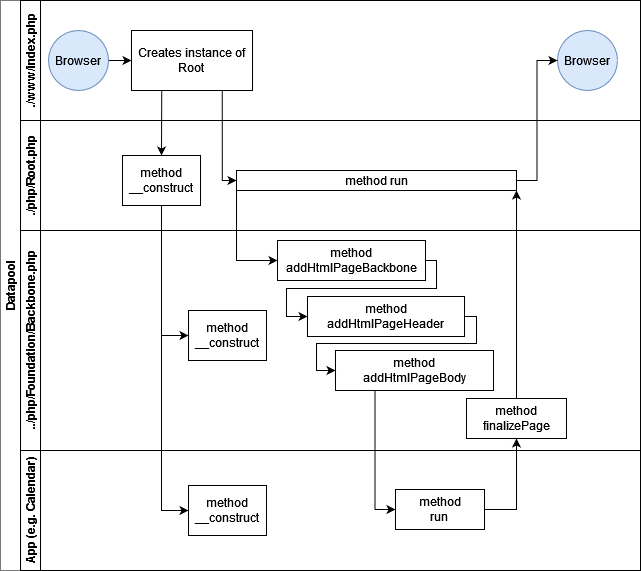 Datapool
./www/index.php
Browser
Creates instance of
Root
Browser
./php/Root.php
method
__construct
method run
../php/Foundation/Backbone.php
method
addHtmlPageBackbone
method
addHtmlPageHeader
method
__construct
method
addHtmlPageBody
method
finalizePage
App (e.g. Calendar)
method
__construct
method
run